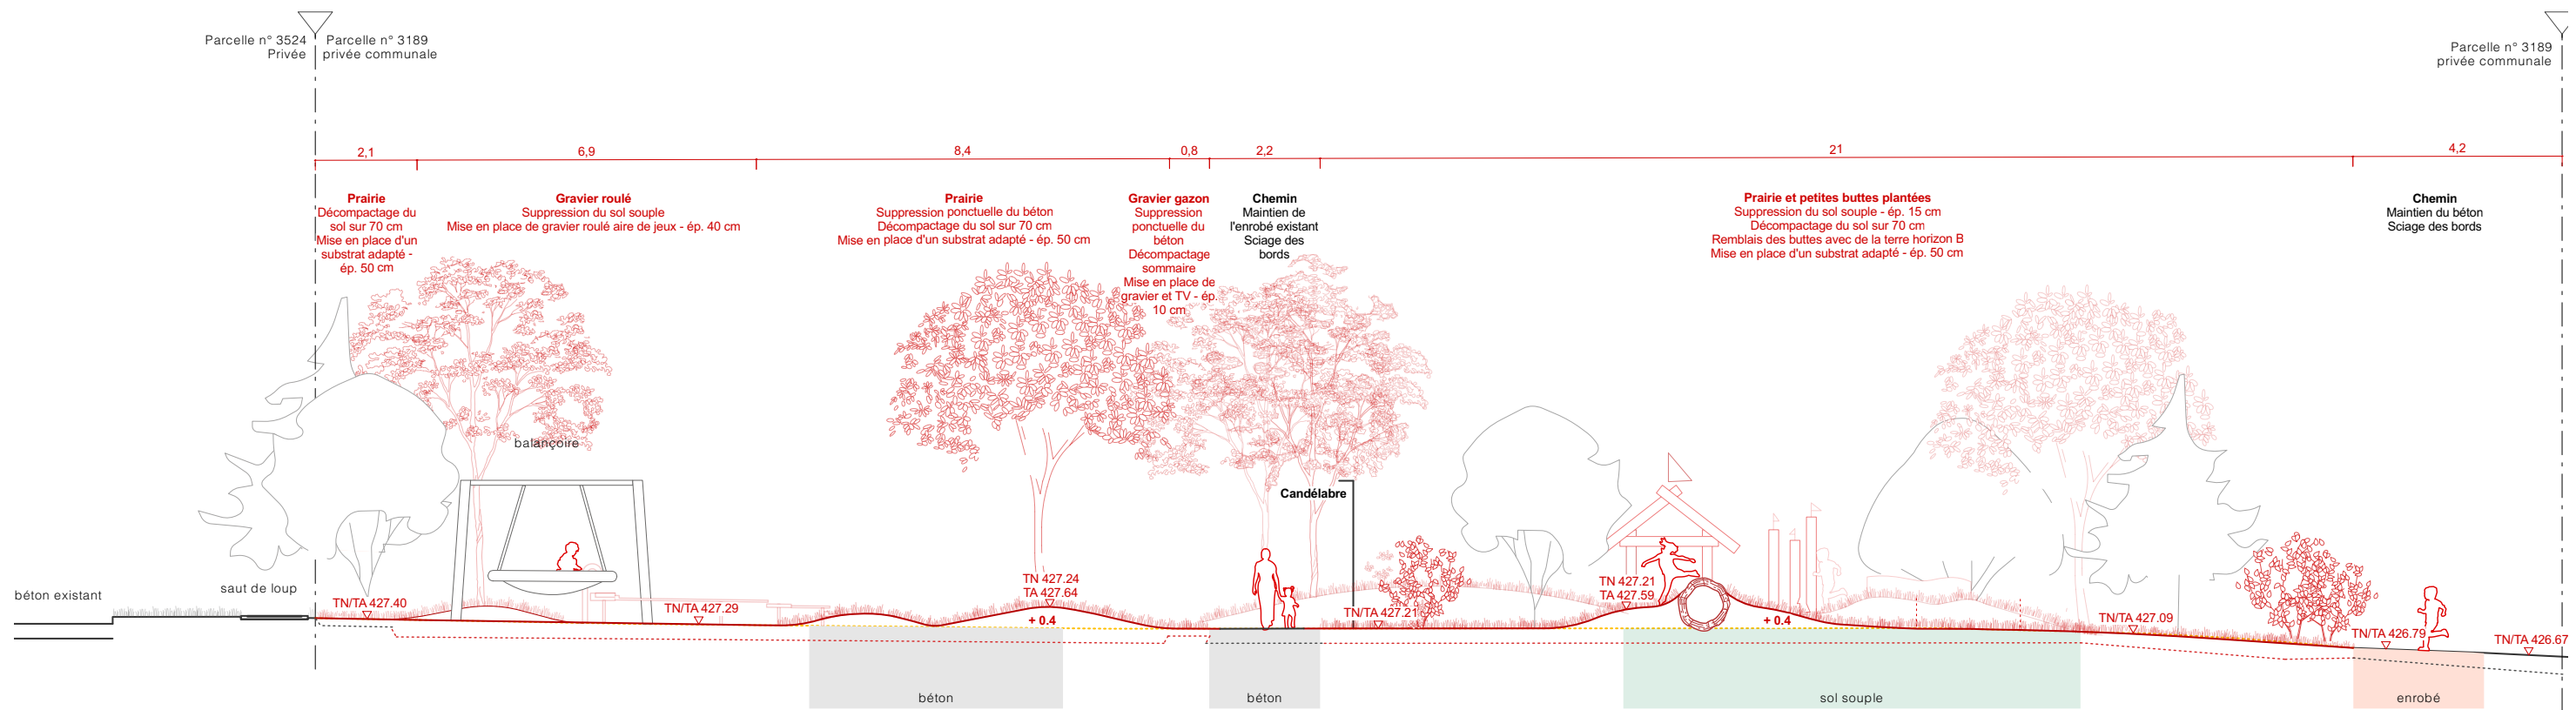 Parcelle n° 3524
Privée
Parcelle n° 3189
privée communale
Parcelle n° 3189
privée communale
2,1
6,9
8,4
0,8
2,2
21
4,2
Prairie
Décompactage du
sol sur 70 cm
Mise en place d'un
substrat adapté -
ép. 50 cm
Gravier roulé
Suppression du sol souple
Mise en place de gravier roulé aire de jeux - ép. 40 cm
Prairie
Suppression ponctuelle du béton
Décompactage du sol sur 70 cm
Mise en place d'un substrat adapté - ép. 50 cm
Gravier gazon
Suppression
ponctuelle du
béton
Décompactage
sommaire
Mise en place de
gravier et TV - ép.
10 cm
Chemin
Maintien de
l'enrobé existant
Sciage des
bords
Prairie et petites buttes plantées
Suppression du sol souple - ép. 15 cm
Décompactage du sol sur 70 cm
Remblais des buttes avec de la terre horizon B
Mise en place d'un substrat adapté - ép. 50 cm
Chemin
Maintien du béton
Sciage des bords
balançoire
Candélabre
béton existant
saut de loup
TN/TA 427.40
TN/TA 427.29
TN 427.24
TA 427.64
+ 0.4
TN/TA 427.21
TN 427.21
TA 427.59
+ 0.4
TN/TA 427.09
TN/TA 426.79
TN/TA 426.67
béton
béton
sol souple
enrobé